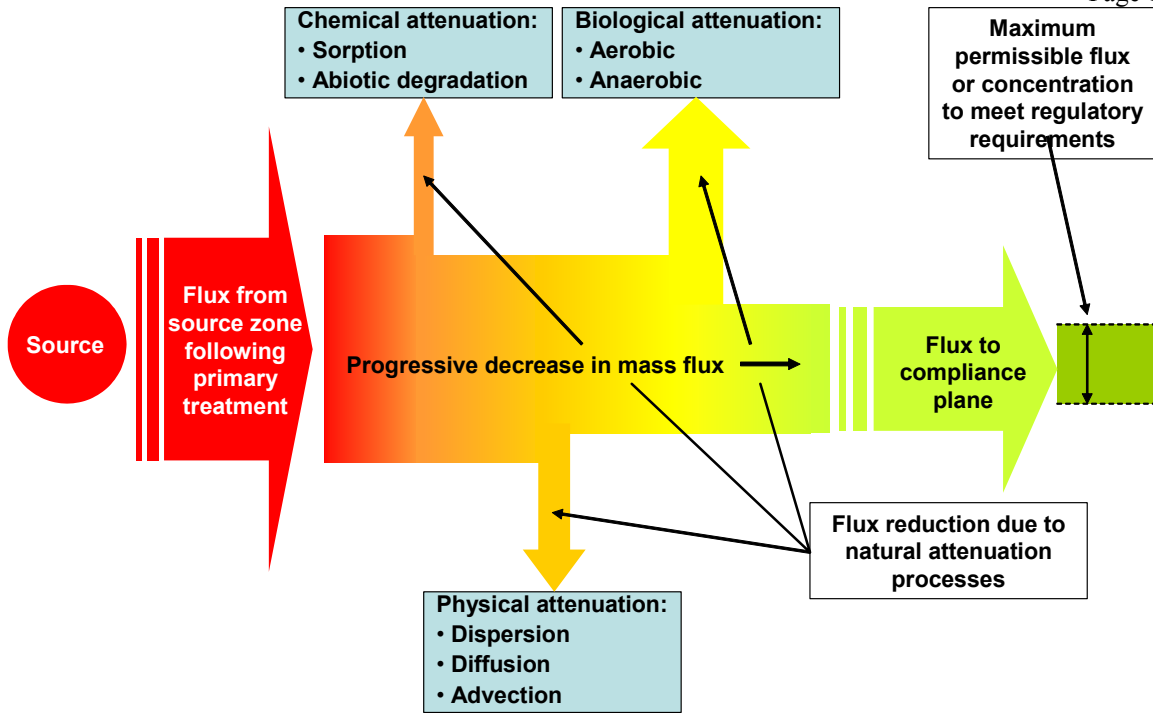 Chemical attenuation:
• Sorption
• Abiotic degradation
Biological attenuation:
• Aerobic
• Anaerobic
Maximum
permissible flux
or concentration
to meet regulatory
requirements
Source
Flux from
source zone
following
primary
treatment
Progressive decrease in mass flux
Flux to
compliance
plane
Flux reduction due to
natural attenuation
processes
Physical attenuation:
• Dispersion
• Diffusion
• Advection